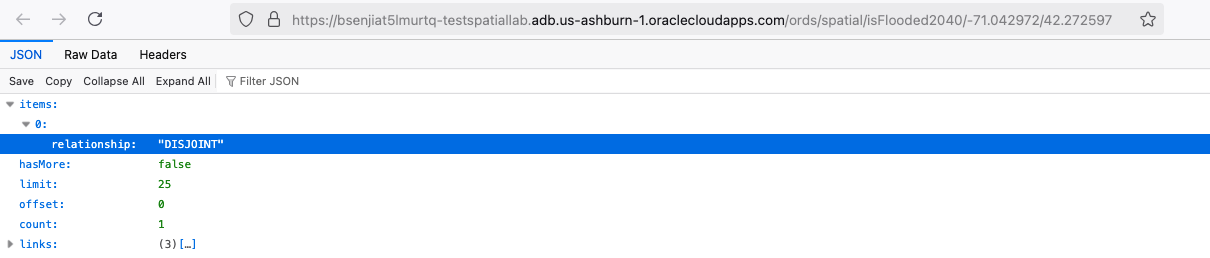 https://bsenjiat5lmurtq-testspatiallab.adb.us-ashburn-1.oraclecloudapps.com/ords/spatial/isFlooded2040/-71.042972/42.272597
JSON Raw Data Headers
Save Copy Collapse All Expand All Filter JSON
items:
0:
relationship: "DISJOINT"
hasMore: false
limit: 25
offset: 0
count: 1
links: (3)[…]